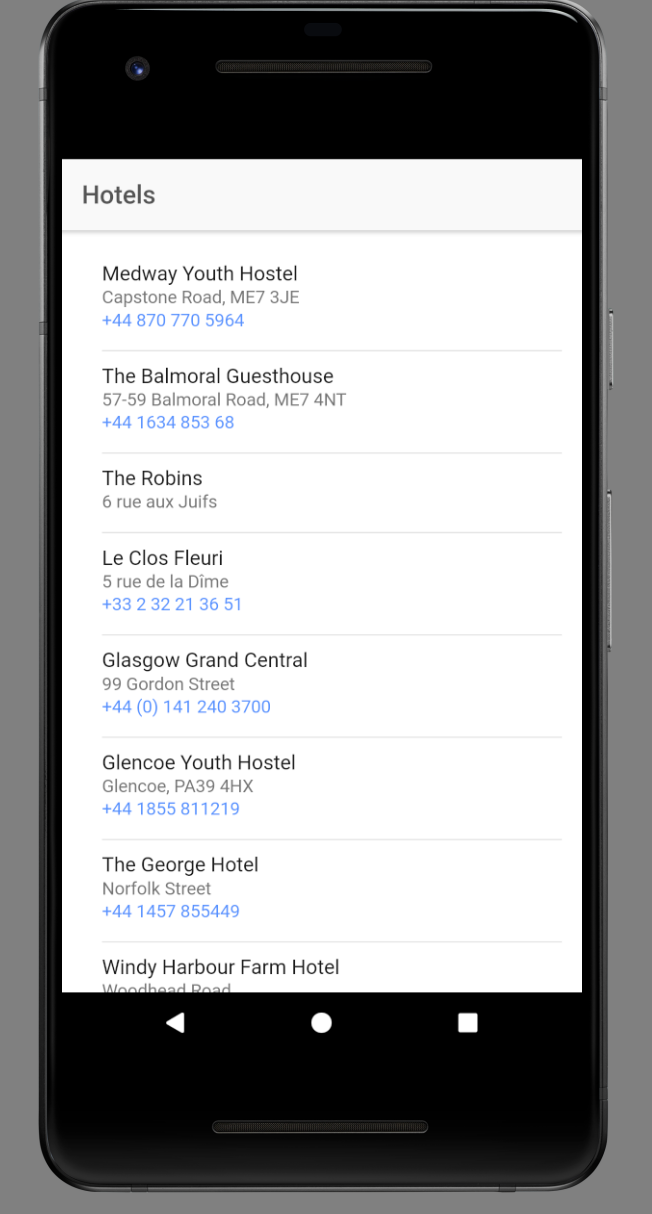 Hotels
Medway Youth Hostel
Capstone Road, ME7 3JE
+44 870 770 5964
The Balmoral Guesthouse
57-59 Balmoral Road, ME7 4NT
+44 1634 853 68
The Robins
6 rue aux Juifs
Le Clos Fleuri
5 rue de la Dîme
+33 2 32 21 36 51
Glasgow Grand Central
99 Gordon Street
+44 (0) 141 240 3700
Glencoe Youth Hostel
Glencoe, PA39 4HX
+44 1855 811219
The George Hotel
Norfolk Street
+44 1457 855449
Windy Harbour Farm Hotel
Woodhead Road